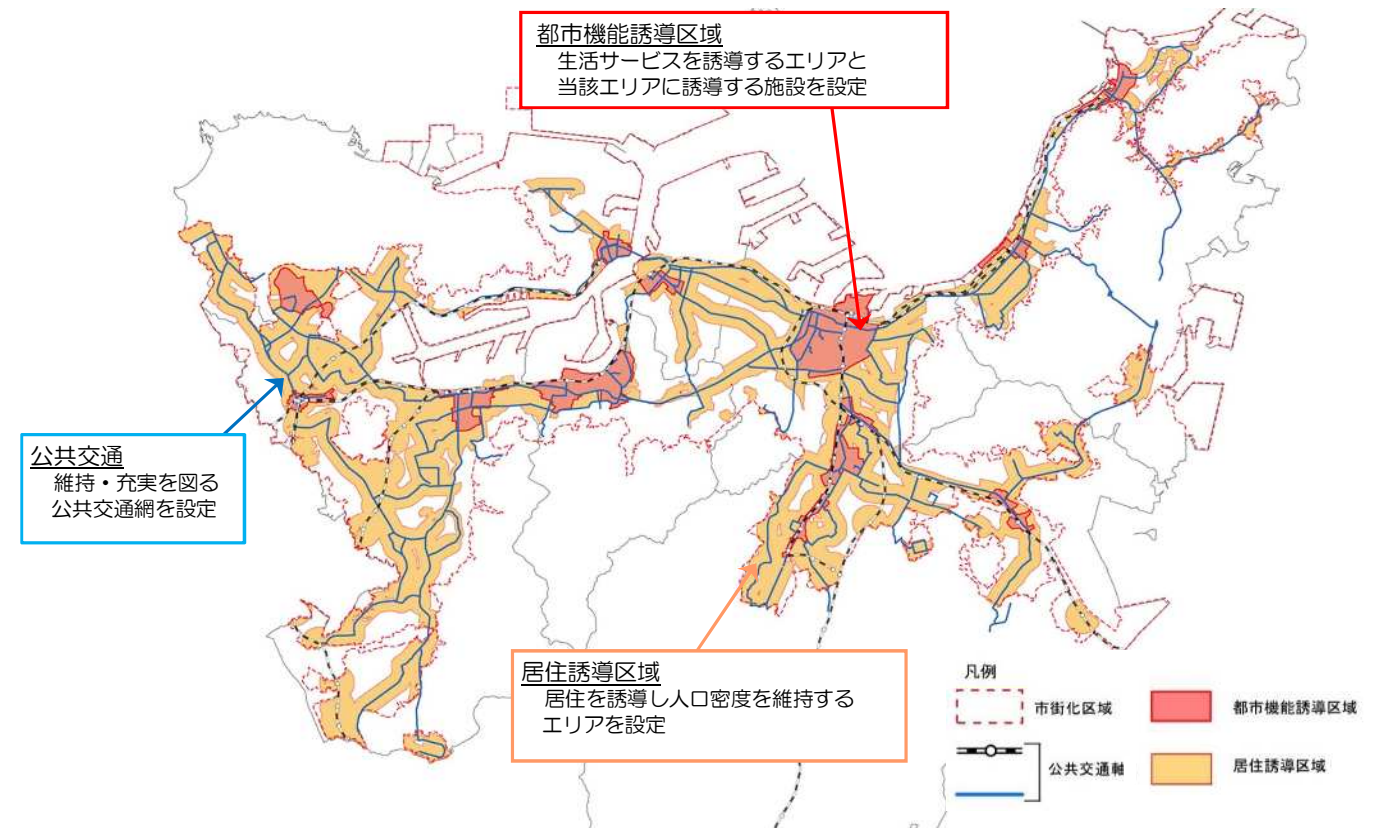 都市機能誘導区域
生活サービスを誘導するエリアと
当該エリアに誘導する施設を設定
公共交通
維持・充実を図る
公共交通網を設定
居住誘導区域
居住を誘導し人口密度を維持する
エリアを設定
凡例
市街化区域
都市機能誘導区域
公共交通軸
居住誘導区域